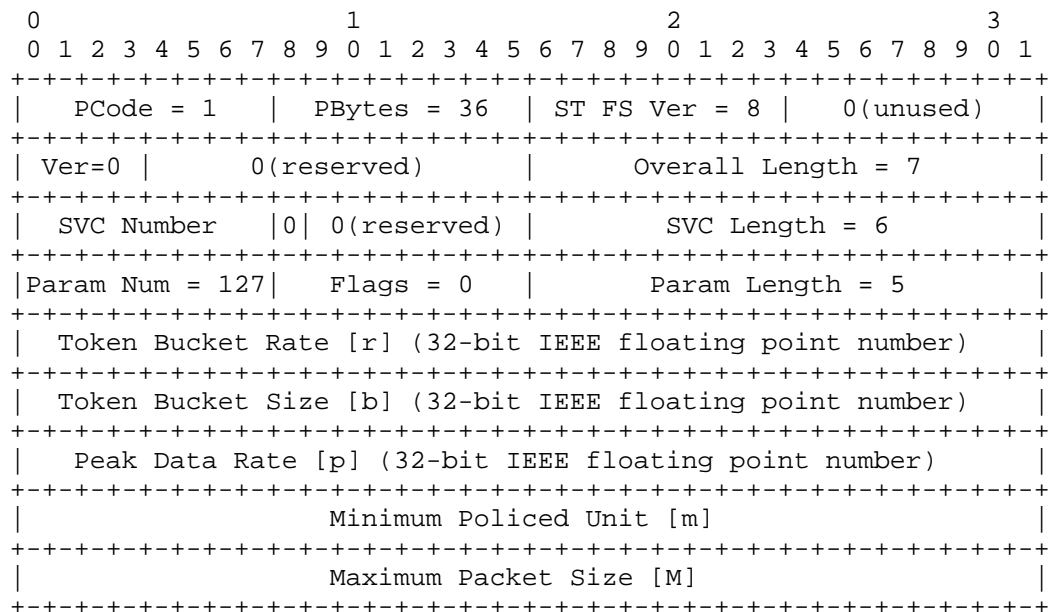 0                   1                   2                   3
 0 1 2 3 4 5 6 7 8 9 0 1 2 3 4 5 6 7 8 9 0 1 2 3 4 5 6 7 8 9 0 1
+-+-+-+-+-+-+-+-+-+-+-+-+-+-+-+-+-+-+-+-+-+-+-+-+-+-+-+-+-+-+-+-+
|   PCode = 1   |  PBytes = 36  | ST FS Ver = 8 |   0(unused)   |
+-+-+-+-+-+-+-+-+-+-+-+-+-+-+-+-+-+-+-+-+-+-+-+-+-+-+-+-+-+-+-+-+
| Ver=0 |      0(reserved)      |      Overall Length = 7       |
+-+-+-+-+-+-+-+-+-+-+-+-+-+-+-+-+-+-+-+-+-+-+-+-+-+-+-+-+-+-+-+-+
|  SVC Number   |0| 0(reserved) |        SVC Length = 6         |
+-+-+-+-+-+-+-+-+-+-+-+-+-+-+-+-+-+-+-+-+-+-+-+-+-+-+-+-+-+-+-+-+
|Param Num = 127|   Flags = 0   |       Param Length = 5        |
+-+-+-+-+-+-+-+-+-+-+-+-+-+-+-+-+-+-+-+-+-+-+-+-+-+-+-+-+-+-+-+-+
|  Token Bucket Rate [r] (32-bit IEEE floating point number)    |
+-+-+-+-+-+-+-+-+-+-+-+-+-+-+-+-+-+-+-+-+-+-+-+-+-+-+-+-+-+-+-+-+
|  Token Bucket Size [b] (32-bit IEEE floating point number)    |
+-+-+-+-+-+-+-+-+-+-+-+-+-+-+-+-+-+-+-+-+-+-+-+-+-+-+-+-+-+-+-+-+
|   Peak Data Rate [p] (32-bit IEEE floating point number)      |
+-+-+-+-+-+-+-+-+-+-+-+-+-+-+-+-+-+-+-+-+-+-+-+-+-+-+-+-+-+-+-+-+
|                   Minimum Policed Unit [m]                    |
+-+-+-+-+-+-+-+-+-+-+-+-+-+-+-+-+-+-+-+-+-+-+-+-+-+-+-+-+-+-+-+-+
|                   Maximum Packet Size [M]                     |
+-+-+-+-+-+-+-+-+-+-+-+-+-+-+-+-+-+-+-+-+-+-+-+-+-+-+-+-+-+-+-+-+